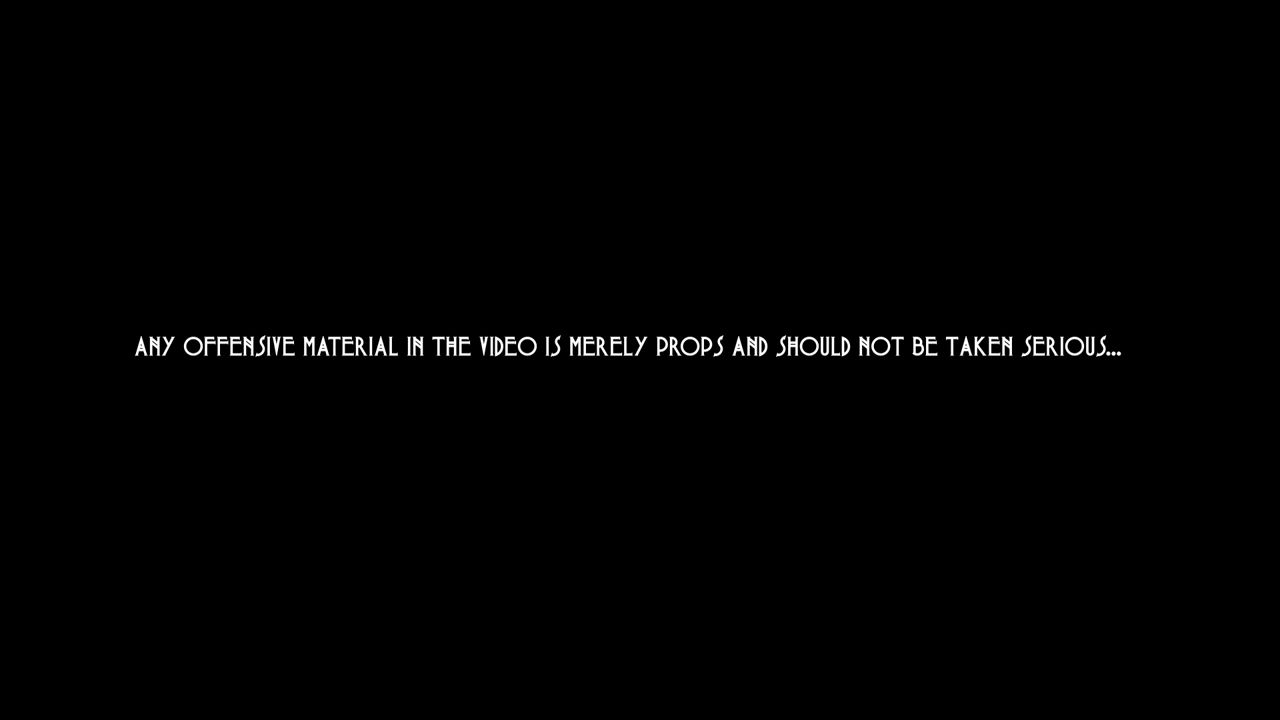 ANY OFFENSIVE MATERIAL IN THE VIDEO IS MERELY PROPS AND SHOULD NOT BE TAKEN SERIOUS...